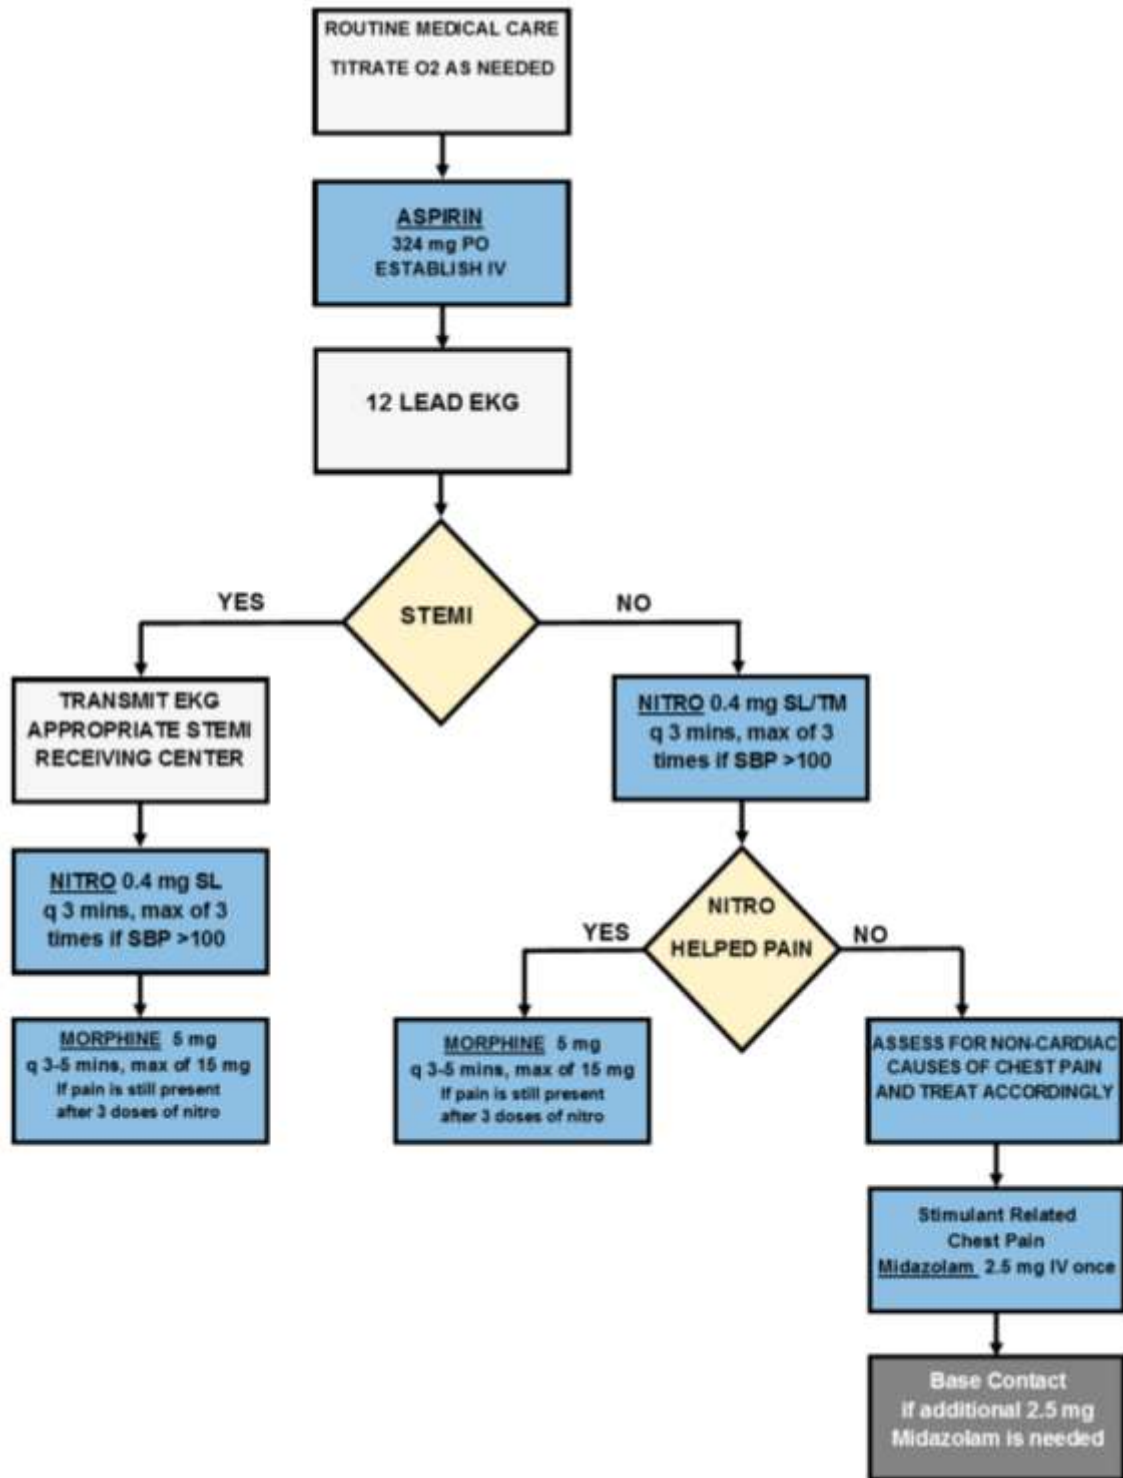 ROUTINE MEDICAL CARE
TITRATE O2 AS NEEDED
ASPIRIN
324 mg PO
ESTABLISH IV
12 LEAD EKG
STEMI
YES
NO
TRANSMIT EKG
APPROPRIATE STEMI
RECEIVING CENTER
NITRO 0.4 mg SL
q 3 mins, max of 3
times if SBP >100
MORPHINE 5 mg
q 3-5 mins, max of 15 mg
If pain is still present
after 3 doses of nitro
NITRO 0.4 mg SL/TM
q 3 mins, max of 3
times if SBP >100
NITRO
HELPED PAIN
YES
NO
MORPHINE 5 mg
q 3-5 mins, max of 15 mg
If pain is still present
after 3 doses of nitro
ASSESS FOR NON-CARDIAC
CAUSES OF CHEST PAIN
AND TREAT ACCORDINGLY
Stimulant Related
Chest Pain
Midazolam 2.5 mg IV once
Base Contact
if additional 2.5 mg
Midazolam is needed